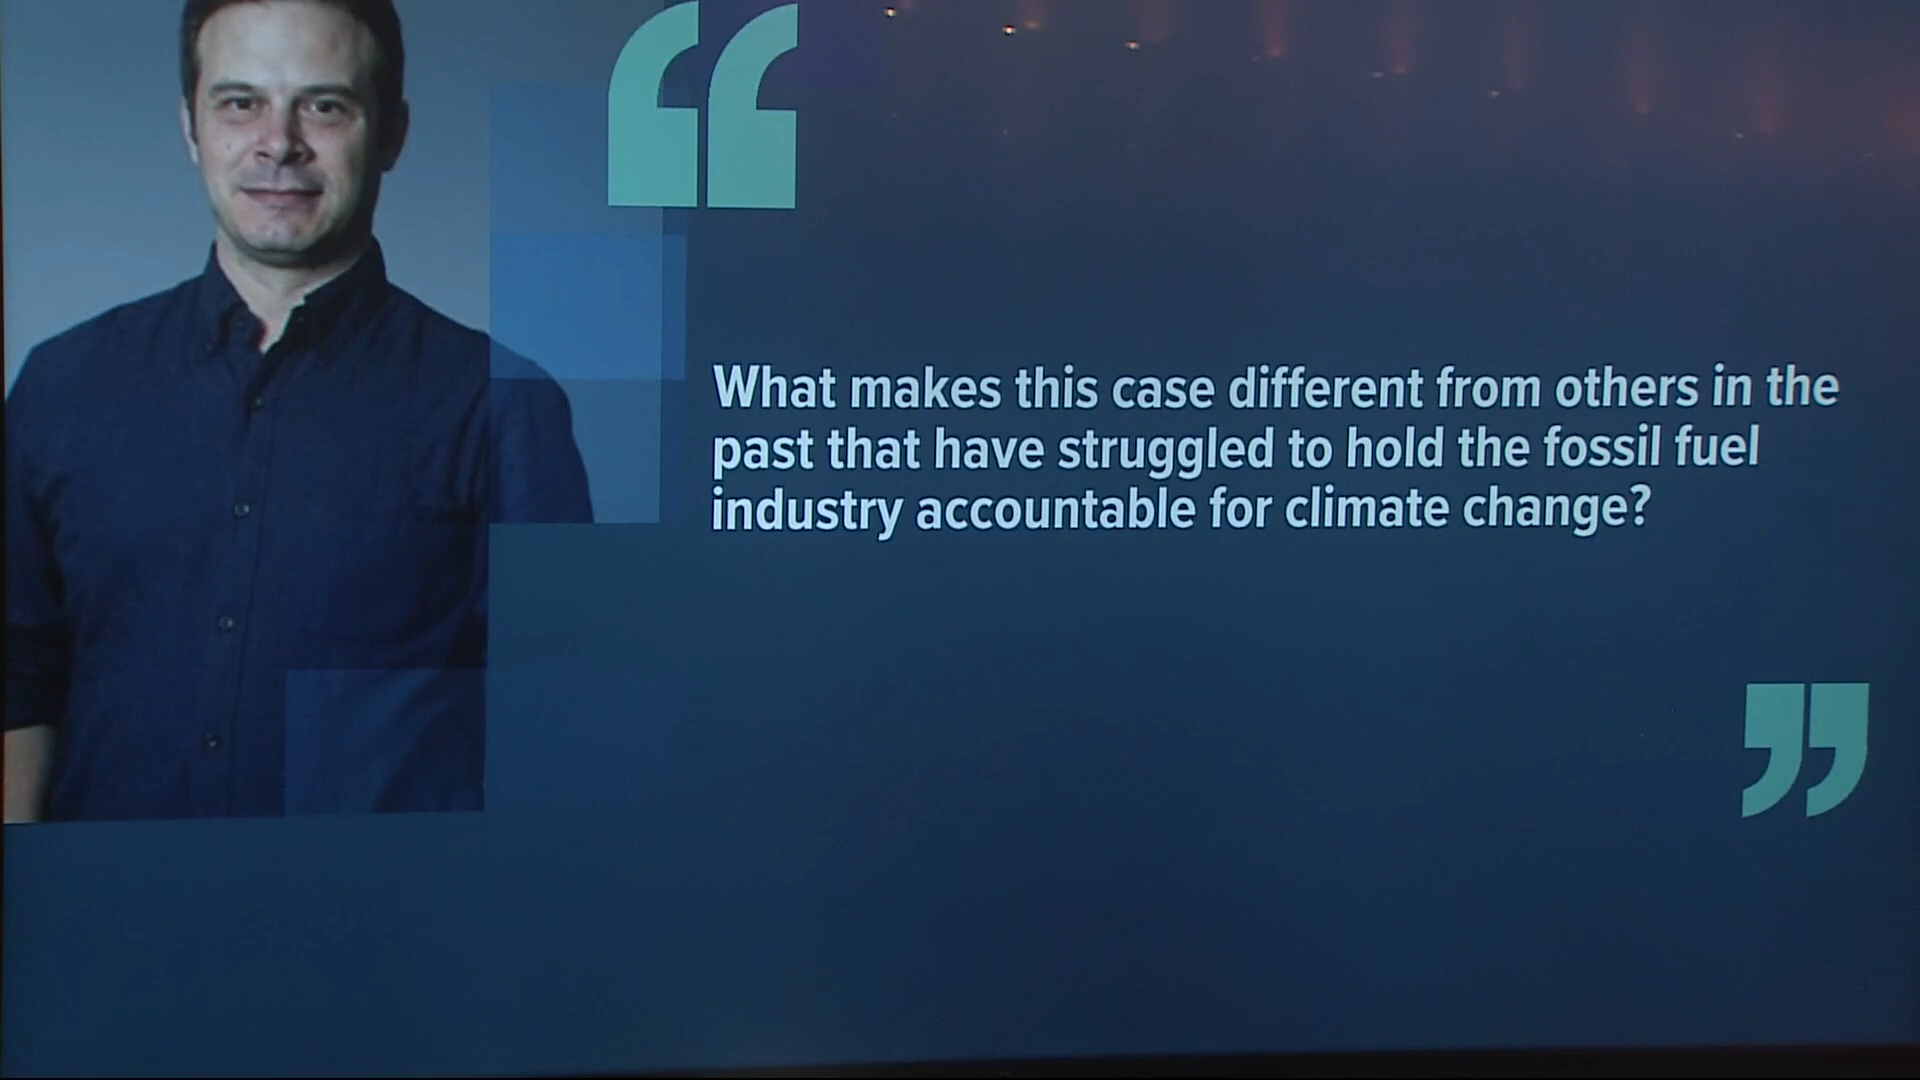 “
What makes this case different from others in the
past that have struggled to hold the fossil fuel
industry accountable for climate change?
”